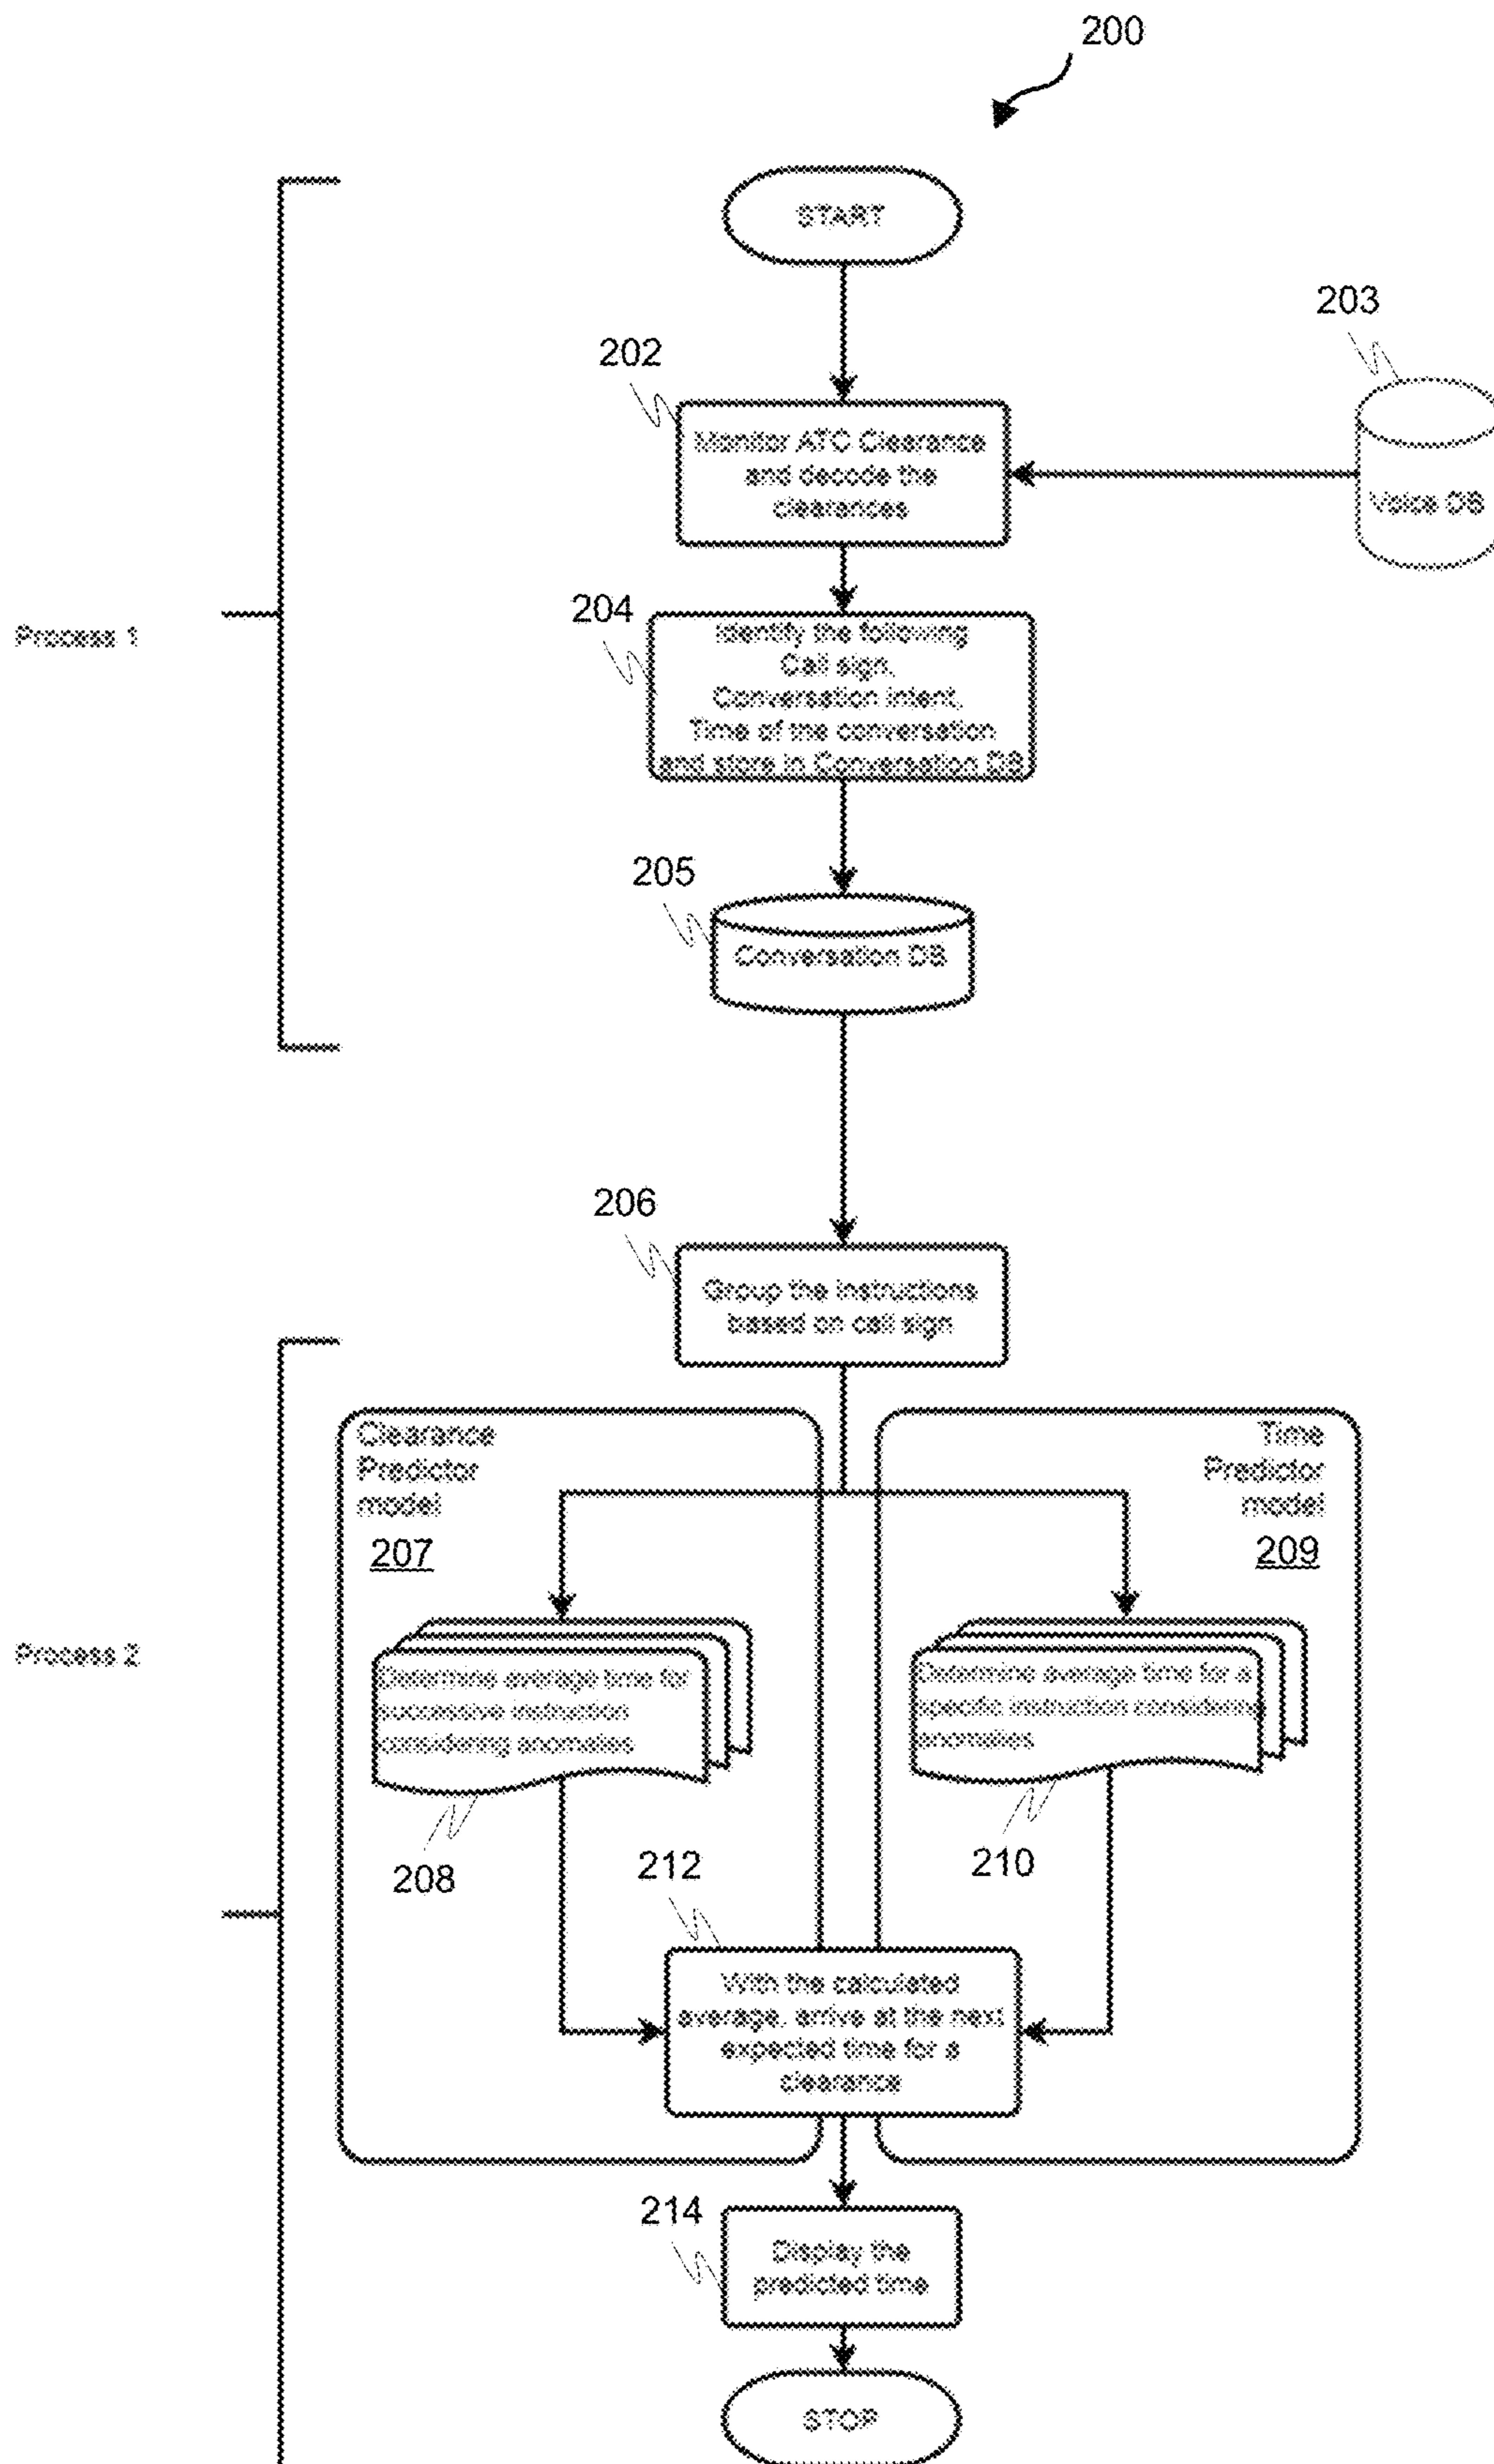 200
START
203
202
Monitor ATC Clearance
and decode the
clearances
Voice DB
204
Process 1
Identify the following
Call sign,
Conversation intent,
Time of the conversation
and store in Conversation DB
205
Conversation DB
206
Group the instructions
based on call sign
Clearance
Predictor
model
207
Time
Predictor
model
209
Process 2
Determine average time for
successive instruction
considering anomalies
Determine average time for a
specific instruction considering
anomalies
208
212
210
With the calculated
average, arrive at the next
expected time for a
clearance
214
Display the
predicted time
STOP